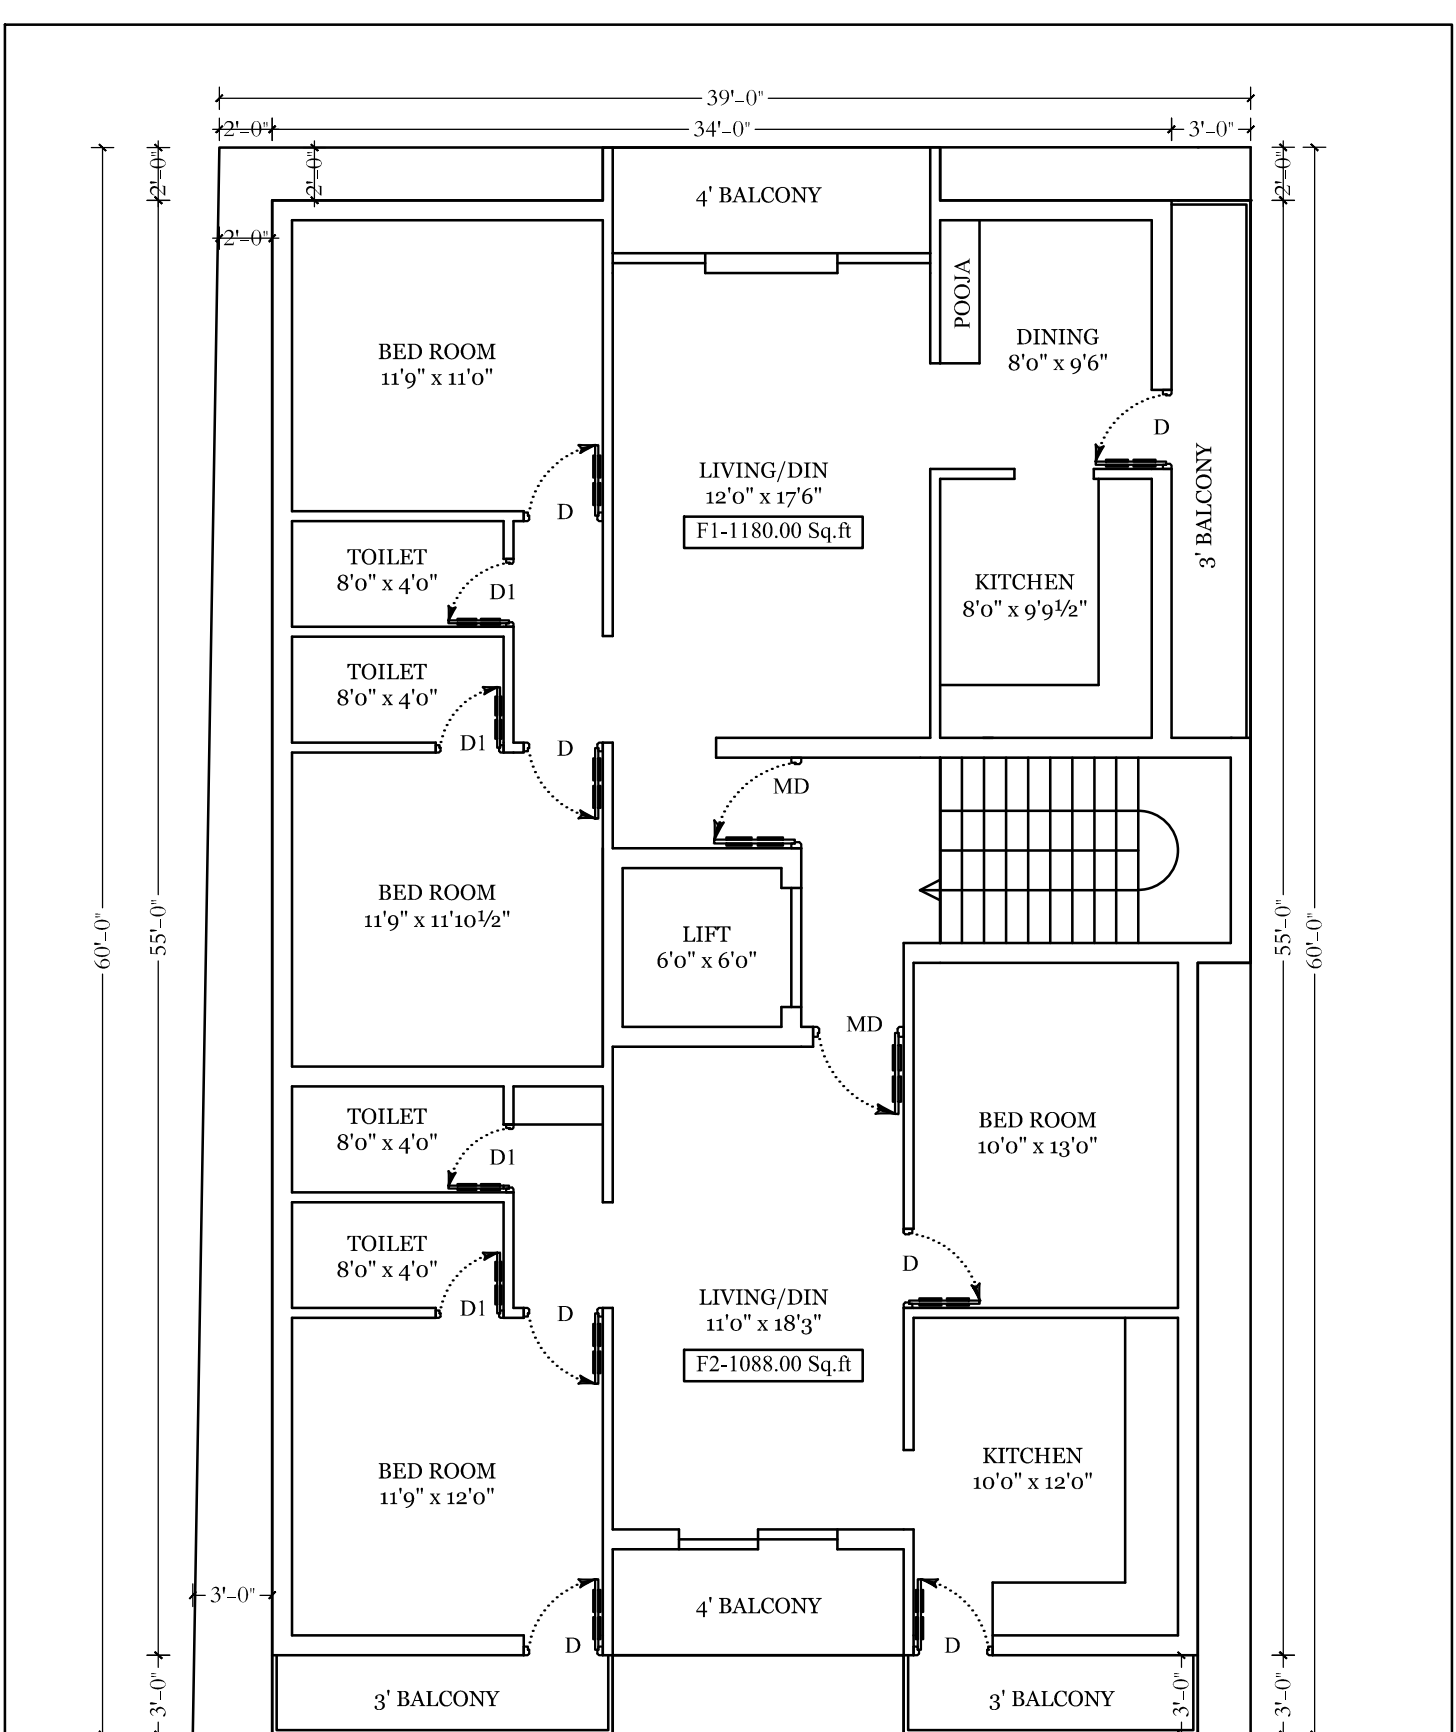 39'-0"
2'-0"
34'-0"
3'-0"
2'-0"
2'-0"
2'-0"
4' BALCONY
2'-0"
POOJA
DINING
8'0" x 9'6"
BED ROOM
11'9" x 11'0"
D
3' BALCONY
LIVING/DIN
12'0" x 17'6"
F1-1180.00 Sq.ft
D
TOILET
8'0" x 4'0"
D1
KITCHEN
8'0" x 9'9½"
TOILET
8'0" x 4'0"
D1
D
MD
BED ROOM
11'9" x 11'10½"
LIFT
6'0" x 6'0"
60'-0"
55'-0"
55'-0"
60'-0"
MD
TOILET
8'0" x 4'0"
D1
BED ROOM
10'0" x 13'0"
TOILET
8'0" x 4'0"
D1
D
D
LIVING/DIN
11'0" x 18'3"
F2-1088.00 Sq.ft
BED ROOM
11'9" x 12'0"
KITCHEN
10'0" x 12'0"
3'-0"
4' BALCONY
D
D
3'-0"
3' BALCONY
3' BALCONY
3'-0"
3'-0"